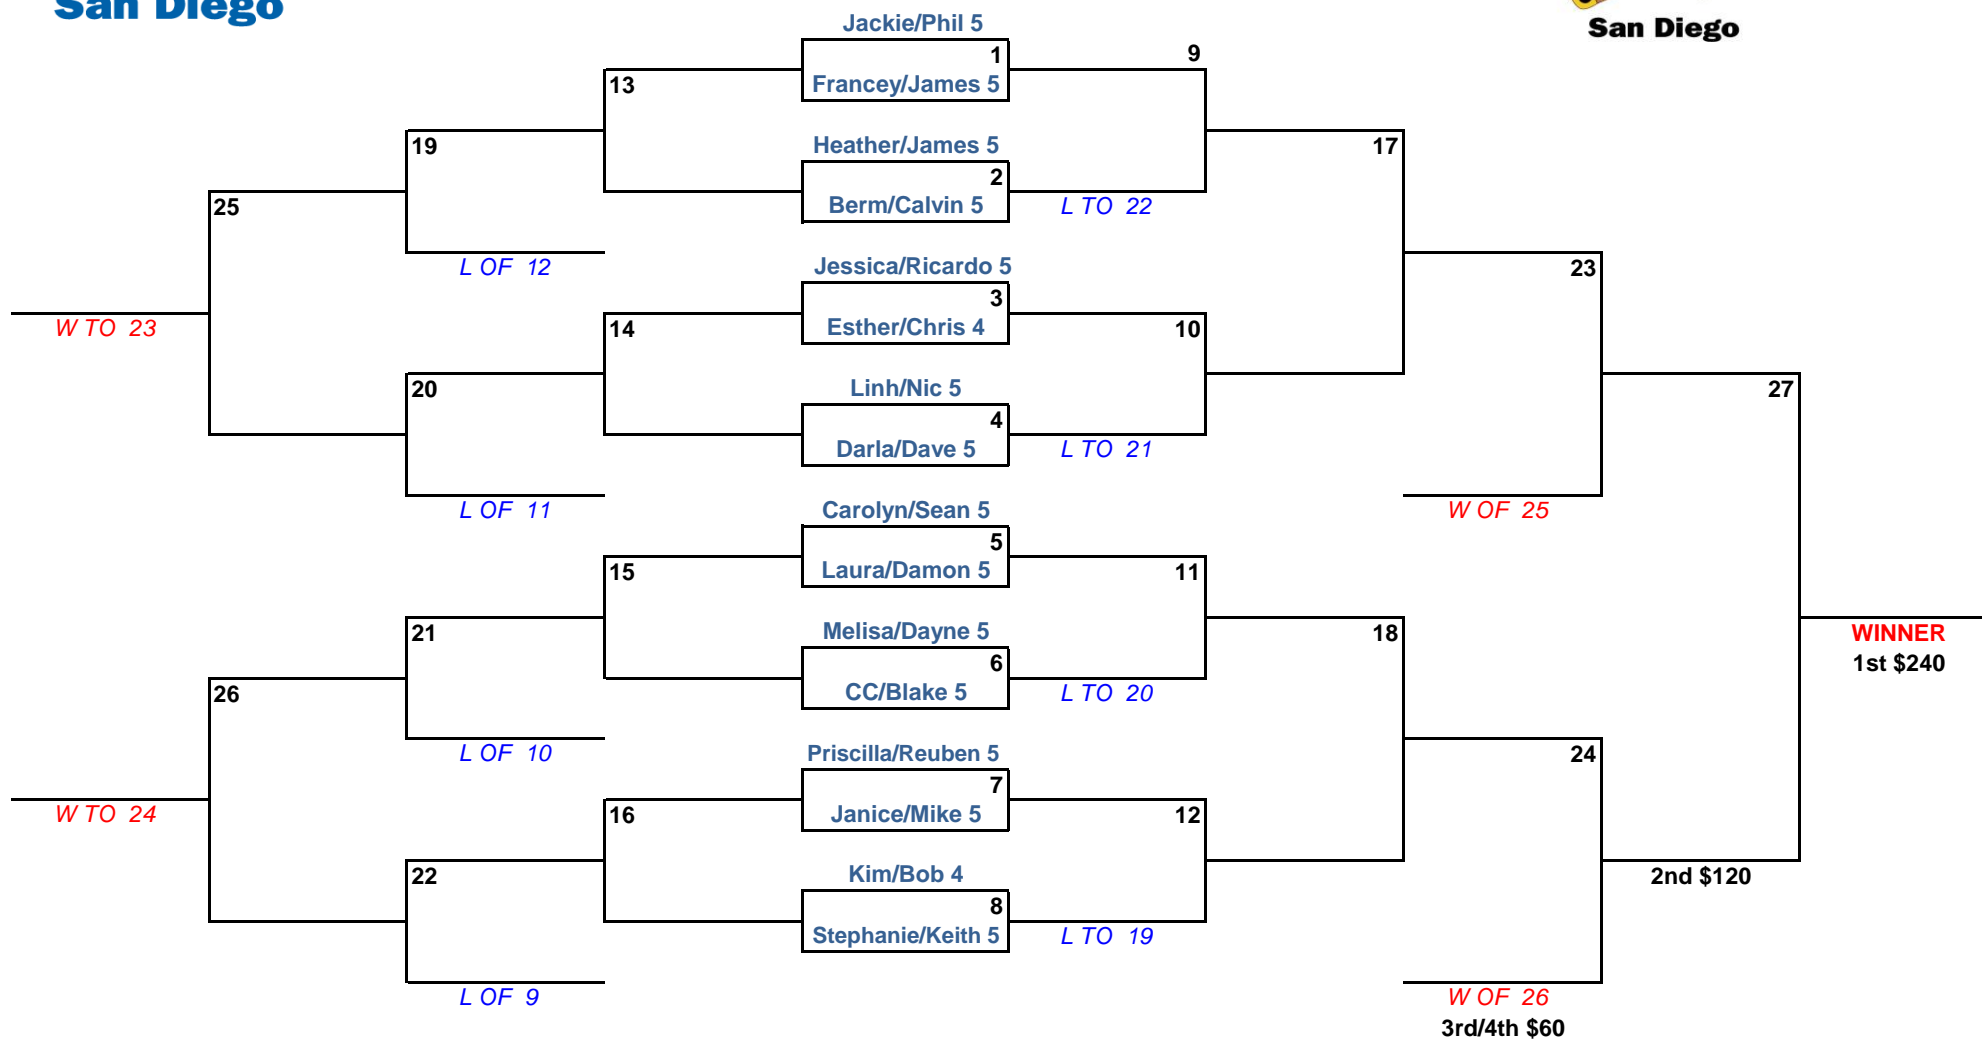 San Diego
San Diego
Jackie/Phil 5
1
9
13
Francey/James 5
19
Heather/James 5
17
2
25
Berm/Calvin 5
L TO 22
L OF 12
Jessica/Ricardo 5
23
3
W TO 23
14
Esther/Chris 4
10
20
Linh/Nic 5
27
4
Darla/Dave 5
L TO 21
L OF 11
Carolyn/Sean 5
W OF 25
5
15
Laura/Damon 5
11
21
Melisa/Dayne 5
18
WINNER
6
1st $240
26
CC/Blake 5
L TO 20
L OF 10
Priscilla/Reuben 5
24
7
W TO 24
16
Janice/Mike 5
12
22
Kim/Bob 4
2nd $120
8
Stephanie/Keith 5
L TO 19
L OF 9
W OF 26
3rd/4th $60